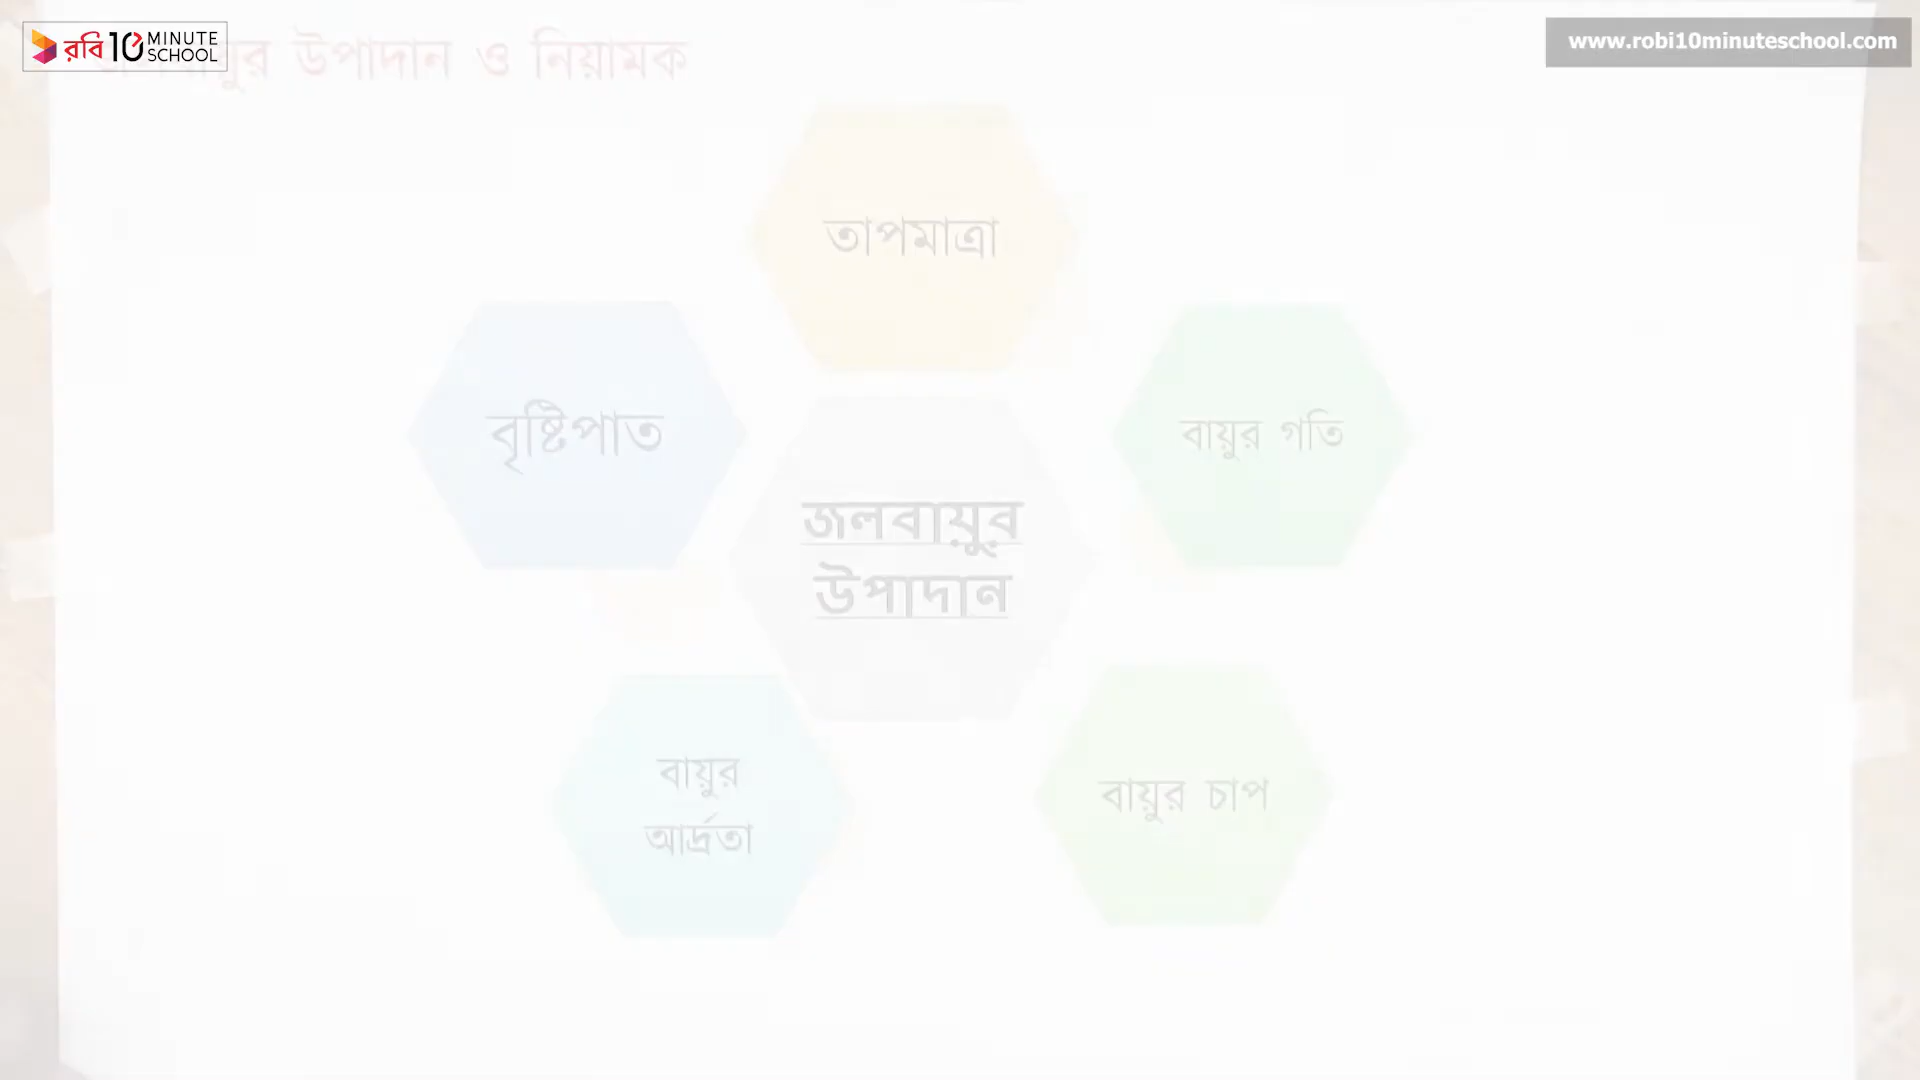 রবি 10 MINUTE SCHOOL
www.robi10minuteschool.com
উপাদান ও নিয়ামক
তাপমাত্রা
বৃষ্টিপাত
বায়ুর গতি
জলবায়ুর
উপাদান
বায়ুর
আর্দ্রতা
বায়ুর চাপ